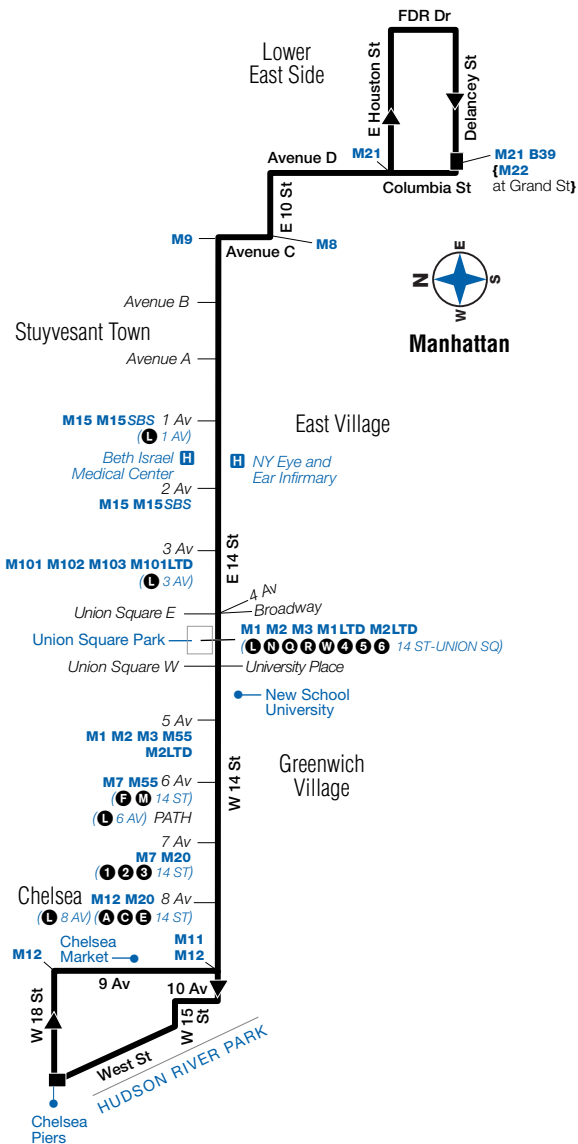 FDR Dr
Lower
East Side
E Houston St
Delancey St
Avenue D
M21
M21 B39
{M22
at Grand St}
Columbia St
E 10 St
M9
M8
Avenue C
E
N
S
W
Manhattan
Avenue B
Stuyvesant Town
Avenue A
M15 M15SBS 1 Av
(L 1 AV)
East Village
Beth Israel H
Medical Center
H NY Eye and
Ear Infirmary
2 Av
M15 M15SBS
E 14 St
3 Av
M101 M102 M103 M101LTD
(L 3 AV)
4 Av
Union Square E
Broadway
Union Square Park
M1 M2 M3 M1LTD M2LTD
(L N Q R W 4 5 6 14 ST-UNION SQ)
Union Square W
University Place
New School
University
5 Av
M1 M2 M3 M55
M2LTD
W 14 St
Greenwich
Village
M7 M55 6 Av
(F M 14 ST)
(L 6 AV) PATH
7 Av
M7 M20
(1 2 3 14 ST)
Chelsea
M12 M20 8 Av
(L 8 AV) (A C E 14 ST)
Chelsea
Market
M11
M12
M12
9 Av
10 Av
W 18 St
W 15
St
West St
HUDSON RIVER PARK
Chelsea
Piers